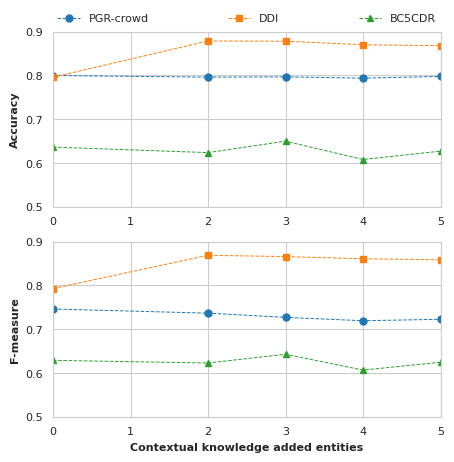 PGR-crowd DDI BC5CDR
0.9
0.8
0.7
0.6
0.5
Accuracy
0 1 2 3 4 5
0.9
0.8
0.7
0.6
0.5
F-measure
0 1 2 3 4 5
Contextual knowledge added entities